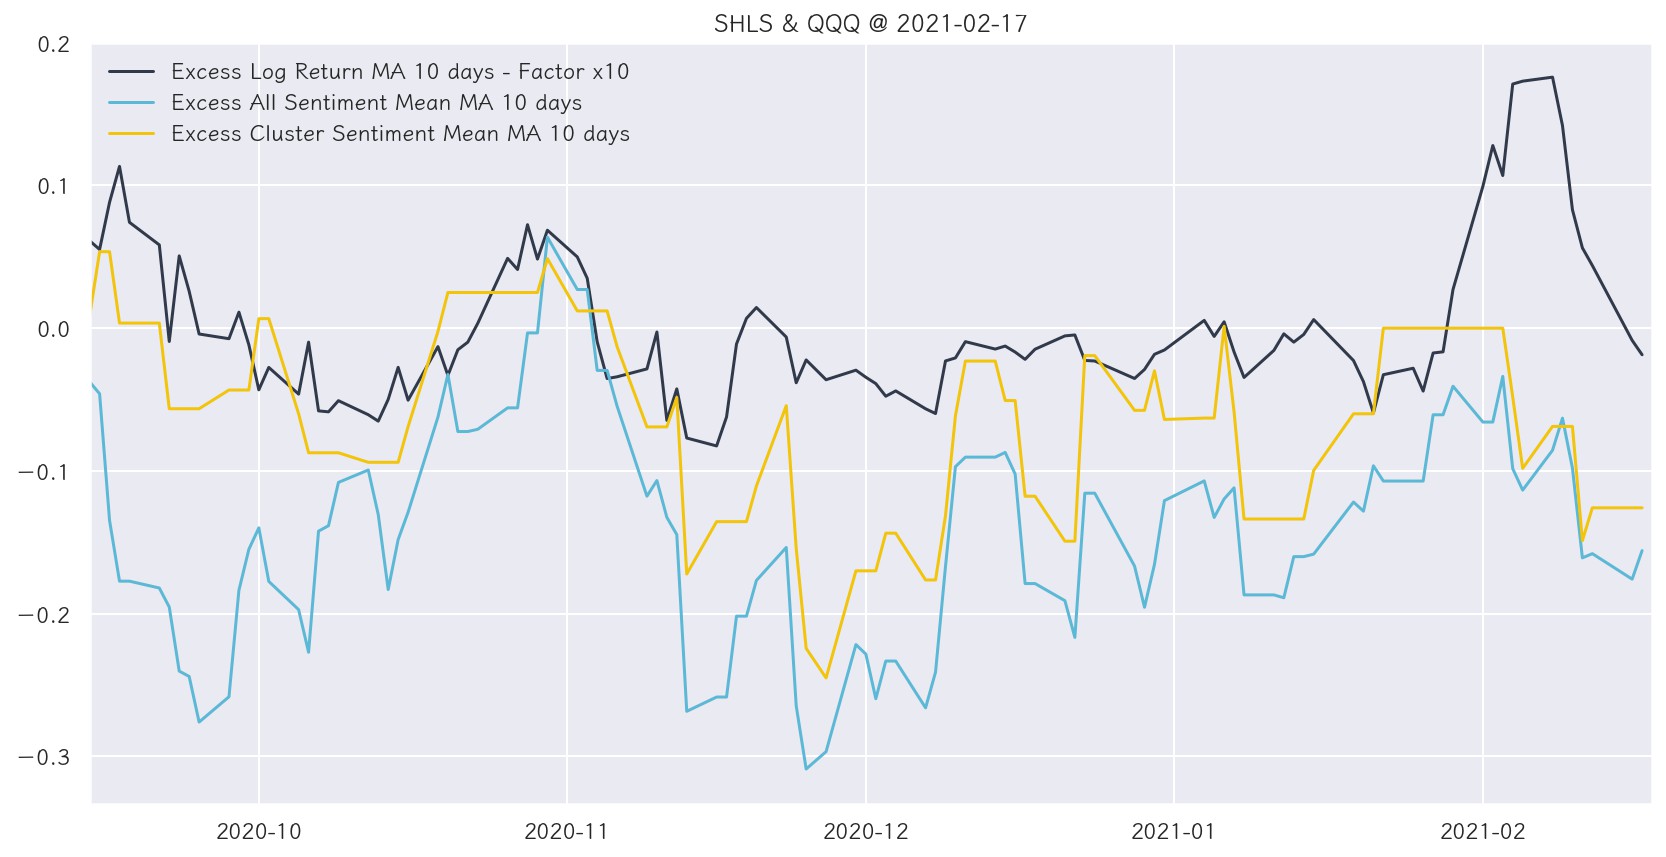 SHLS & QQQ @ 2021-02-17
Excess Log Return MA 10 days - Factor x10
Excess All Sentiment Mean MA 10 days
Excess Cluster Sentiment Mean MA 10 days
0.2
0.1
0.0
−0.1
−0.2
−0.3
2020-10
2020-11
2020-12
2021-01
2021-02